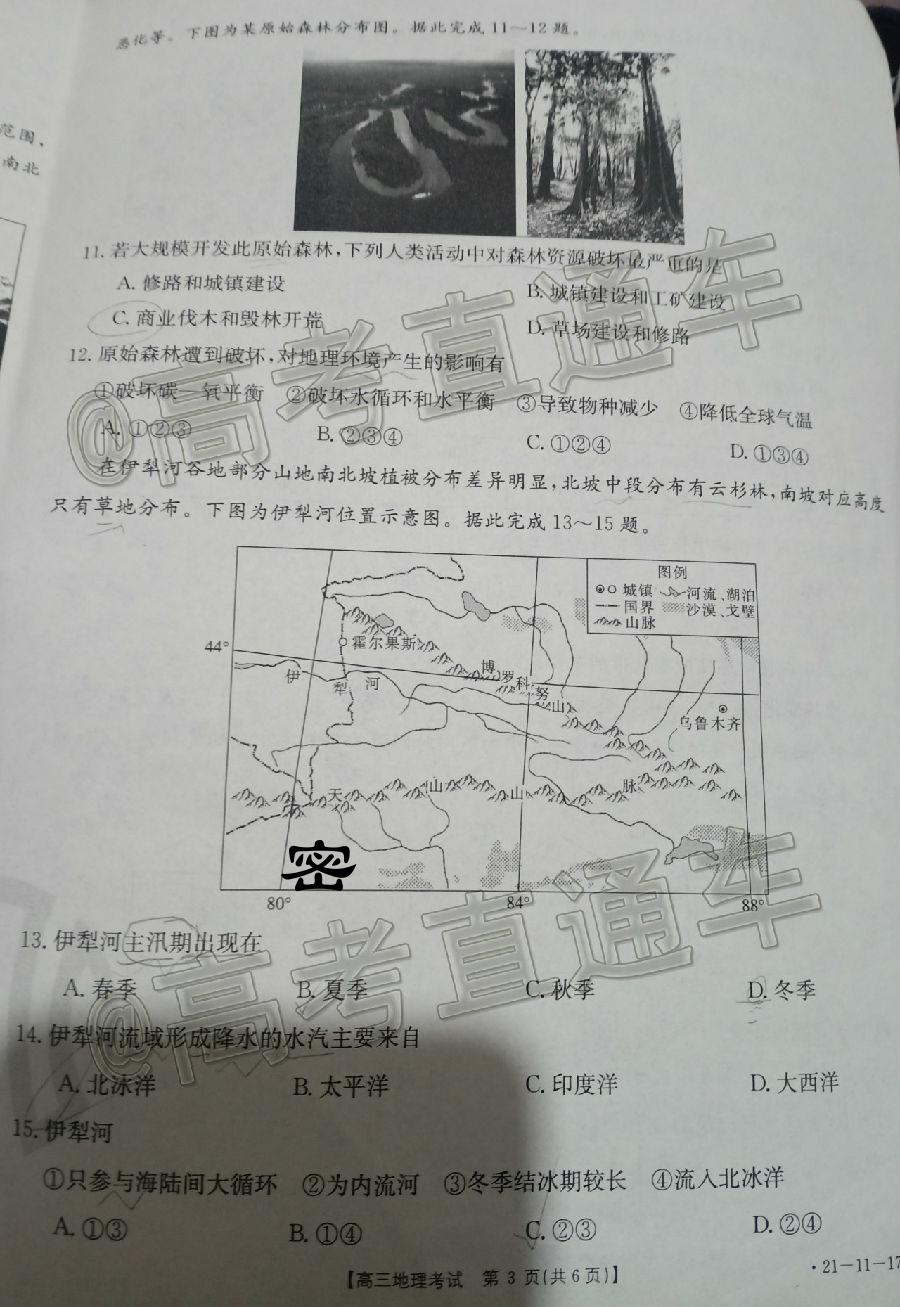 恶化等。下图为某原始森林分布图。据此完成11～12题。
范围，
南北
11. 若大规模开发此原始森林，下列人类活动中对森林资源破坏最严重的是
A. 修路和城镇建设 B. 城镇建设和工矿建设
C. 商业伐木和毁林开荒 D. 草场建设和修路
12. 原始森林遭到破坏，对地理环境产生的影响有
①破坏碳—氧平衡 ②破坏水循环和水平衡 ③导致物种减少 ④降低全球气温
A. ①②③ B. ②③④ C. ①②④ D. ①③④
在伊犁河谷地部分山地南北坡植被分布差异明显，北坡中段分布有云杉林，南坡对应高度
只有草地分布。下图为伊犁河位置示意图。据此完成13～15题。
图例
城镇 河流、湖泊
国界 沙漠、戈壁
山脉
44°
霍尔果斯
伊犁河
博罗科努山
乌鲁木齐
天山山脉
密
80° 84° 88°
13. 伊犁河主汛期出现在
A. 春季 B. 夏季 C. 秋季 D. 冬季
14. 伊犁河流域形成降水的水汽主要来自
A. 北冰洋 B. 太平洋 C. 印度洋 D. 大西洋
15. 伊犁河
①只参与海陆间大循环 ②为内流河 ③冬季结冰期较长 ④流入北冰洋
A. ①③ B. ①④ C. ②③ D. ②④
【高三地理考试 第3页(共6页)】
·21-11-17
@高考直通车
@高考直通车